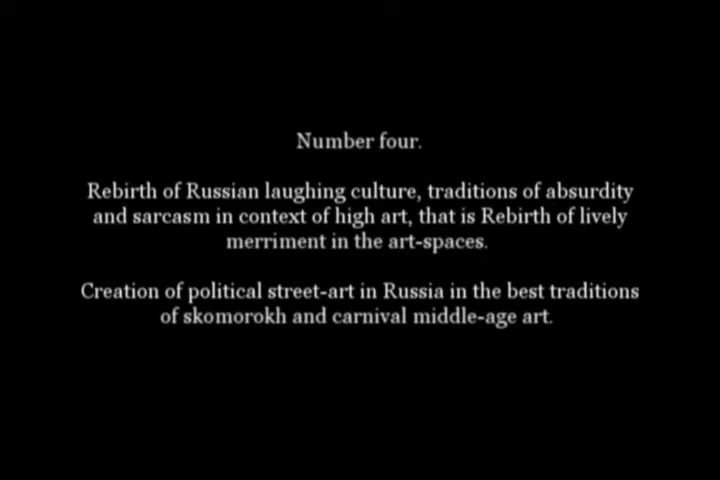 Number four.
Rebirth of Russian laughing culture, traditions of absurdity
and sarcasm in context of high art, that is Rebirth of lively
merriment in the art-spaces.
Creation of political street-art in Russia in the best traditions
of skomorokh and carnival middle-age art.